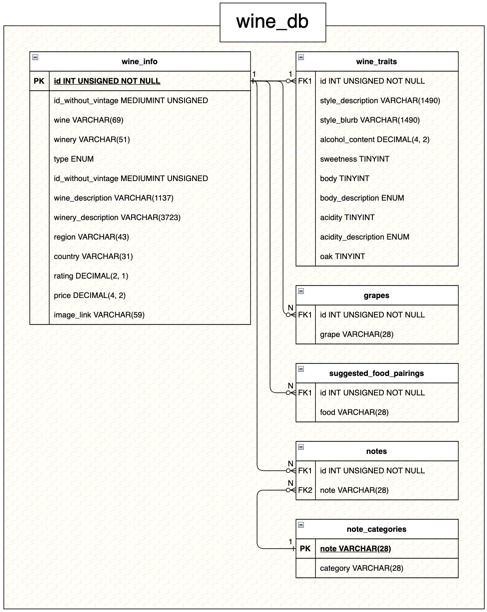 wine_db
wine_info
PK id INT UNSIGNED NOT NULL
id_without_vintage MEDIUMINT UNSIGNED
wine VARCHAR(69)
winery VARCHAR(51)
type ENUM
id_without_vintage MEDIUMINT UNSIGNED
wine_description VARCHAR(1137)
winery_description VARCHAR(3723)
region VARCHAR(43)
country VARCHAR(31)
rating DECIMAL(2, 1)
price DECIMAL(4, 2)
image_link VARCHAR(59)
1
1
wine_traits
FK1 id INT UNSIGNED NOT NULL
style_description VARCHAR(1490)
style_blurb VARCHAR(1490)
alcohol_content DECIMAL(4, 2)
sweetness TINYINT
body TINYINT
body_description ENUM
acidity TINYINT
acidity_description ENUM
oak TINYINT
grapes
N
FK1 id INT UNSIGNED NOT NULL
grape VARCHAR(28)
suggested_food_pairings
N
FK1 id INT UNSIGNED NOT NULL
food VARCHAR(28)
notes
N
FK1 id INT UNSIGNED NOT NULL
N
FK2 note VARCHAR(28)
note_categories
1
PK note VARCHAR(28)
category VARCHAR(28)